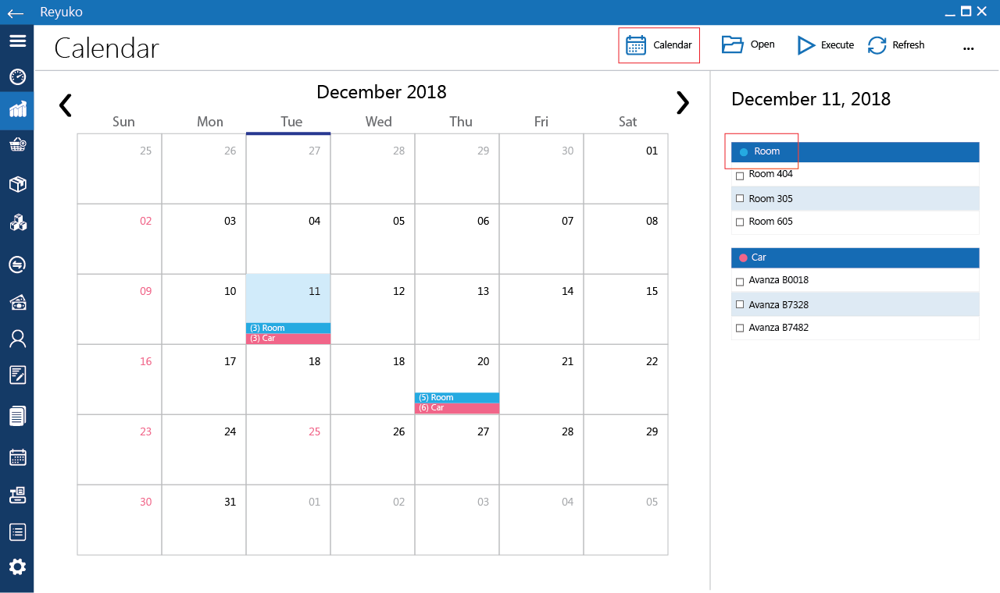 Reyuko
Calendar
Calendar
Open
Execute
Refresh
...
December 2018
Sun Mon Tue Wed Thu Fri Sat
25 26 27 28 29 30 01
02 03 04 05 06 07 08
09 10 11 12 13 14 15
(3) Room
(3) Car
16 17 18 18 20 21 22
(5) Room
(6) Car
23 24 25 26 27 28 29
30 31 01 02 03 04 05
December 11, 2018
Room
Room 404
Room 305
Room 605
Car
Avanza B0018
Avanza B7328
Avanza B7482